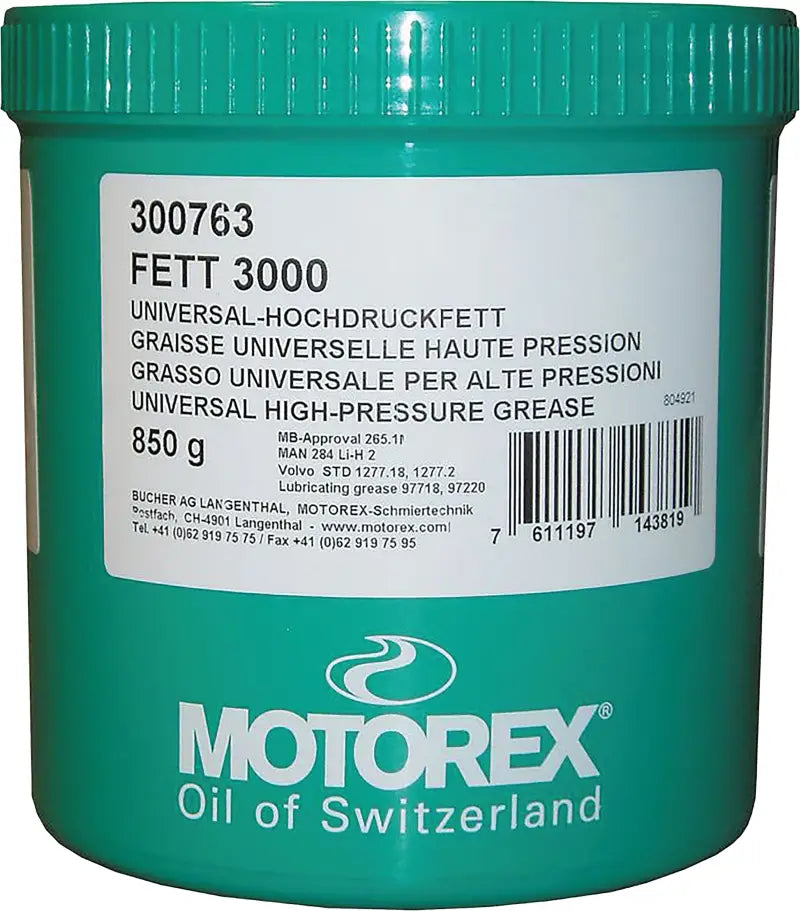 300763
FETT 3000
UNIVERSAL-HOCHDRUCKFETT
GRAISSE UNIVERSELLE HAUTE PRESSION
GRASSO UNIVERSALE PER ALTE PRESSIONI
UNIVERSAL HIGH-PRESSURE GREASE
804921
850 g
MB-Approval 265.1
MAN 284 Li-H 2
Volvo STD 1277.18, 1277.2
Lubricating grease 97718, 97220
BUCHER AG LANGENTHAL, MOTOREX-Schmiertechnik
Postfach, CH-4901 Langenthal - www.motorex.com
Tel. +41 (0)62 919 75 75 / Fax +41 (0)62 919 75 95
7 611197 143819
MOTOREX®
Oil of Switzerland